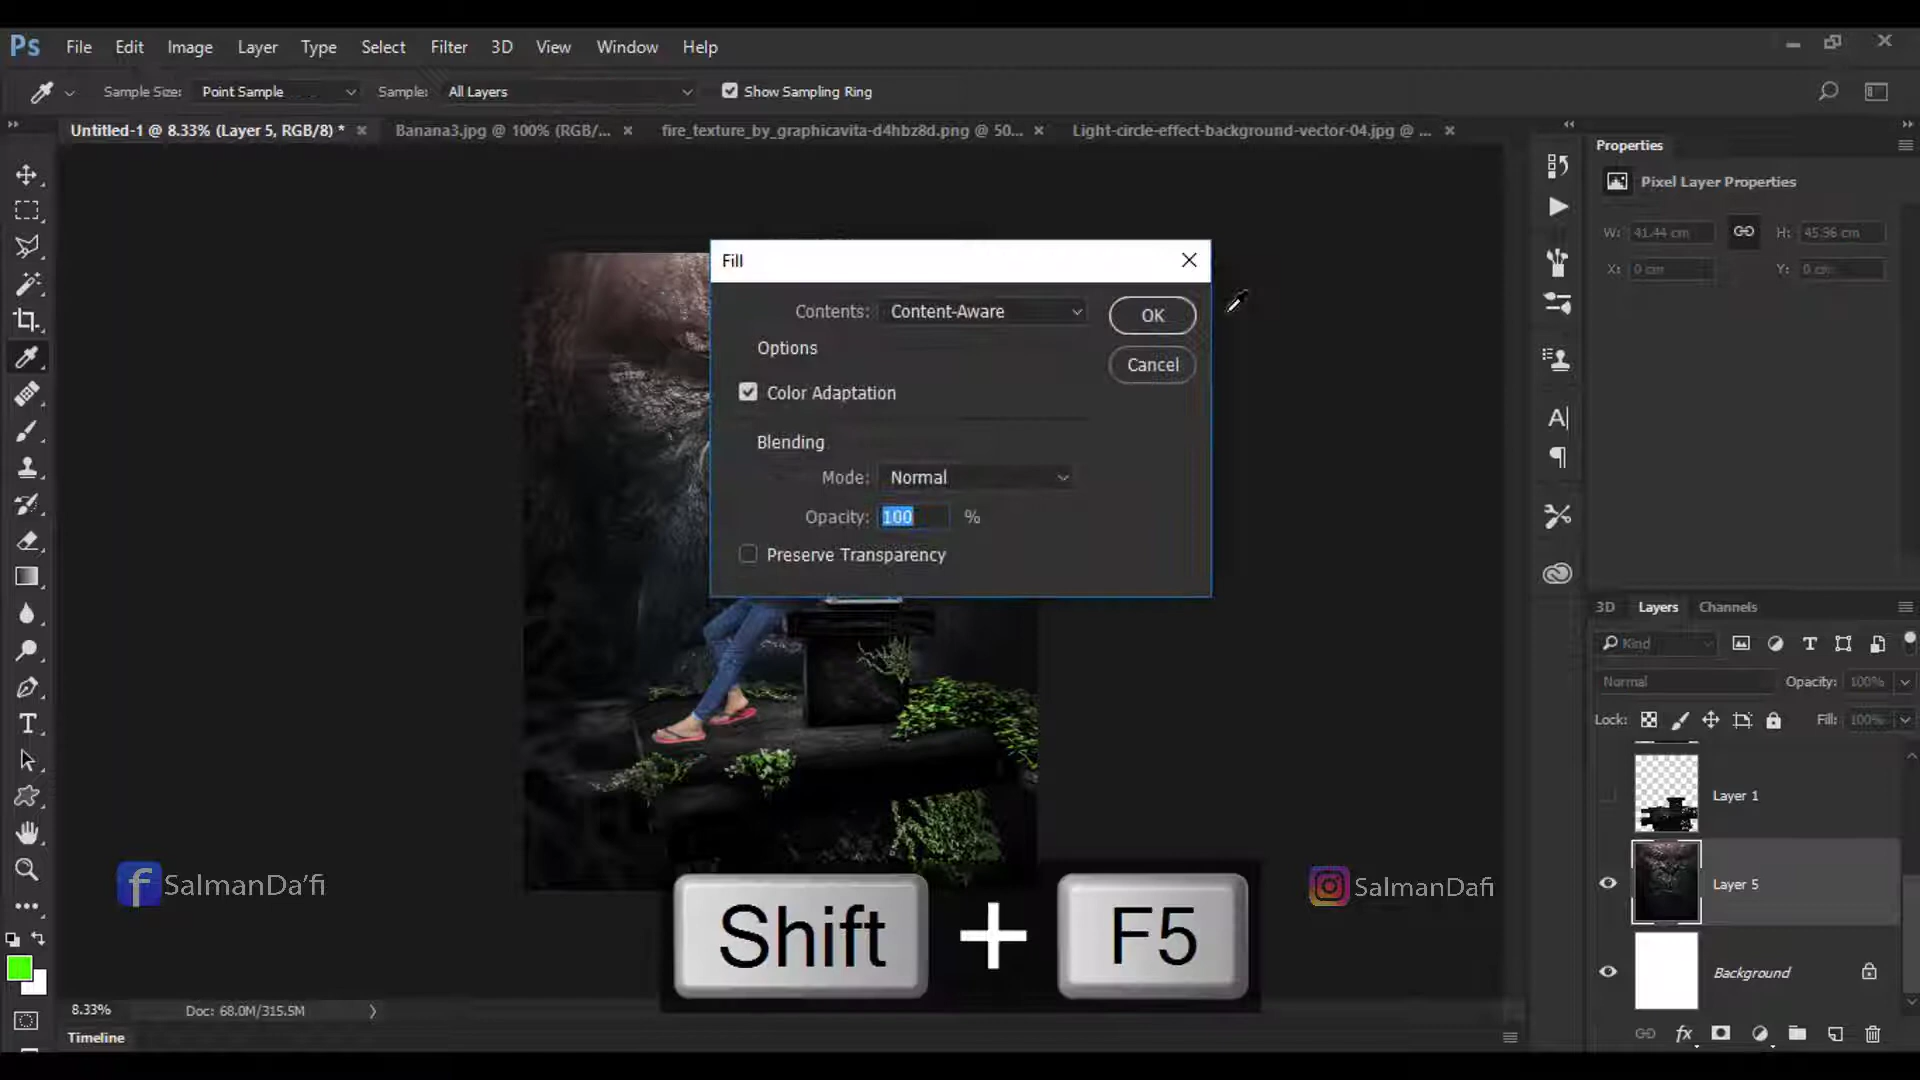 Ps File Edit Image Layer Type Select Filter 3D View Window Help
Sample Size: Point Sample Sample: All Layers Show Sampling Ring
Untitled-1 @ 8.33% (Layer 5, RGB/8) * Banana3.jpg @ 100% (RGB/... fire_texture_by_graphicavita-d4hbz8d.png @ 50... Light-circle-effect-background-vector-04.jpg @ ...
Properties
Pixel Layer Properties
W: 41.44 cm H: 45.96 cm
X: 0 cm Y: 0 cm
Fill
Contents: Content-Aware
OK
Options
Cancel
Color Adaptation
Blending
Mode: Normal
Opacity: 100 %
Preserve Transparency
3D Layers Channels
Kind
Normal Opacity: 100%
Lock: Fill: 100%
Layer 1
Layer 5
Background
SalmanDa'fi
SalmanDafi
Shift + F5
8.33% Doc: 68.0M/315.5M
Timeline